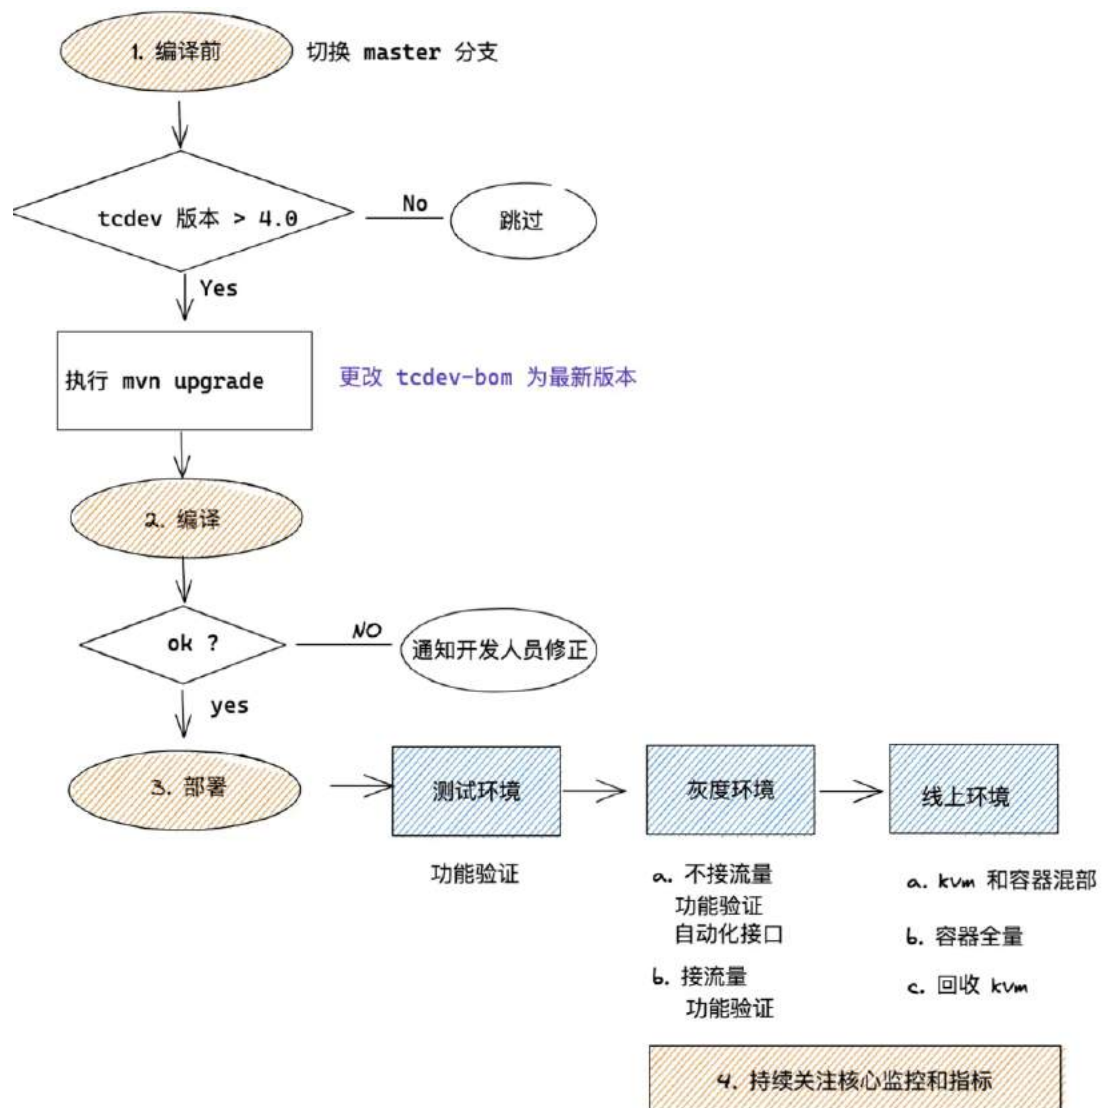 1. 编译前
切换 master 分支
tcdev 版本 > 4.0
No
跳过
Yes
执行 mvn upgrade
更改 tcdev-bom 为最新版本
2. 编译
ok ?
NO
通知开发人员修正
yes
3. 部署
测试环境
灰度环境
线上环境
功能验证
a. 不接流量
功能验证
自动化接口
b. 接流量
功能验证
a. kvm 和容器混部
b. 容器全量
c. 回收 kvm
4. 持续关注核心监控和指标